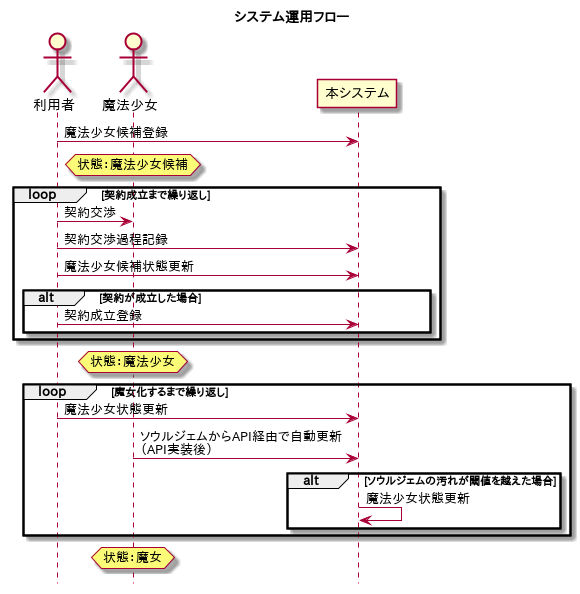 システム運用フロー
利用者
魔法少女
本システム
魔法少女候補登録
状態:魔法少女候補
loop [契約成立まで繰り返し]
契約交渉
契約交渉過程記録
魔法少女候補状態更新
alt [契約が成立した場合]
契約成立登録
状態:魔法少女
loop [魔女化するまで繰り返し]
魔法少女状態更新
ソウルジェムからAPI経由で自動更新
(API実装後)
alt [ソウルジェムの汚れが閾値を越えた場合]
魔法少女状態更新
状態:魔女